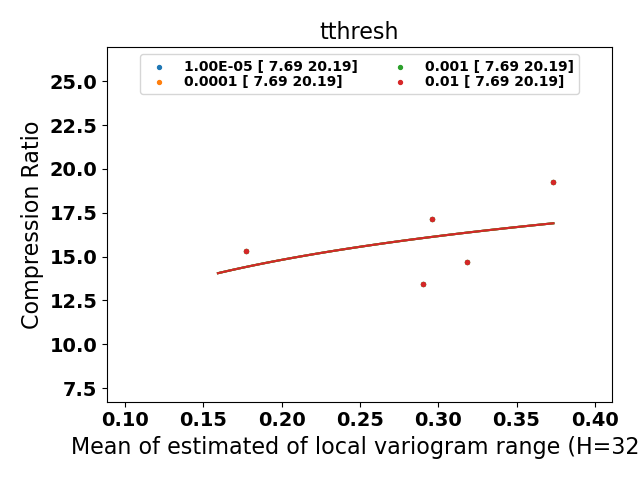 tthresh
1.00E-05 [ 7.69 20.19]
0.0001 [ 7.69 20.19]
0.001 [ 7.69 20.19]
0.01 [ 7.69 20.19]
Compression Ratio
25.0
22.5
20.0
17.5
15.0
12.5
10.0
7.5
0.10 0.15 0.20 0.25 0.30 0.35 0.40
Mean of estimated of local variogram range (H=32